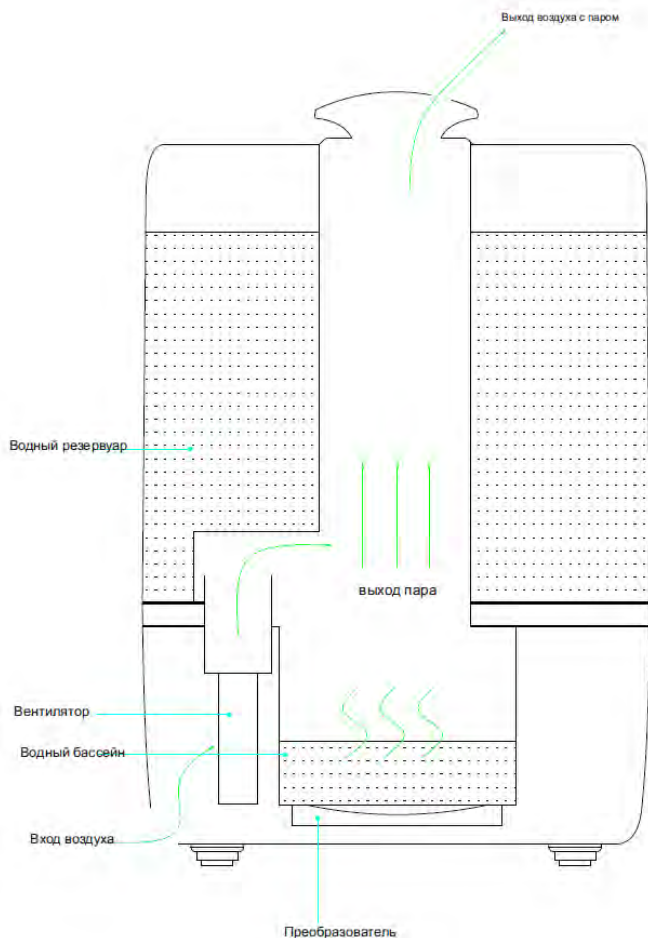 Выход воздуха с паром
Водный резервуар
выход пара
Вентилятор
Водный бассейн
Вход воздуха
Преобразователь